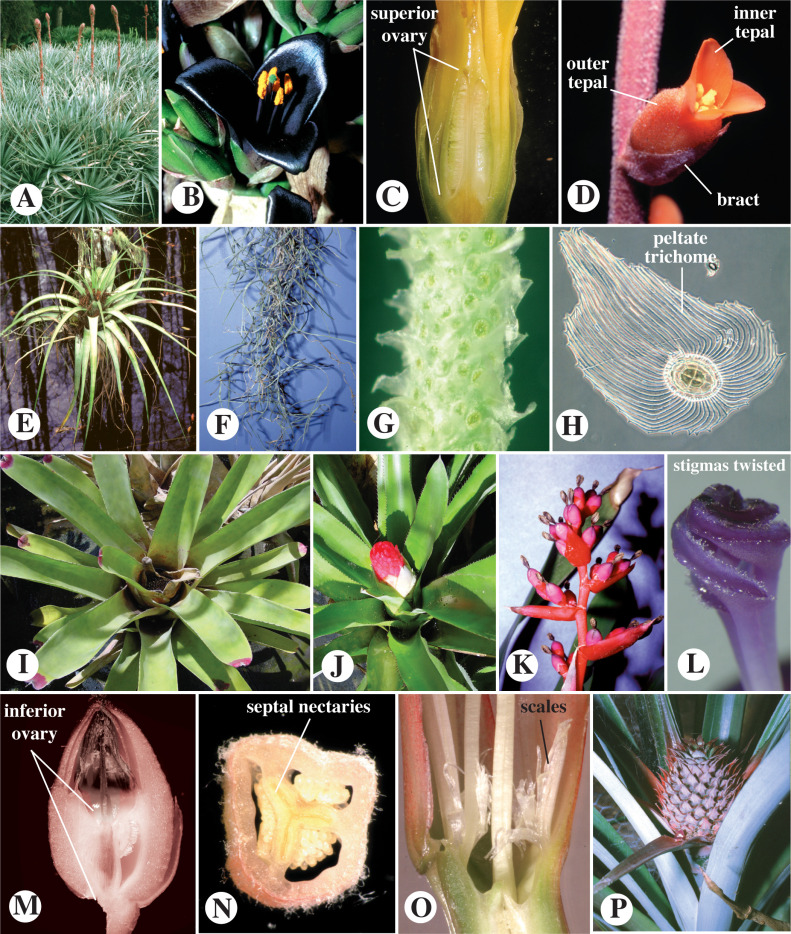 superior
ovary
inner
tepal
outer
tepal
bract
A
B
C
D
peltate
trichome
E
F
G
H
stigmas twisted
I
J
K
L
inferior
ovary
septal nectaries
scales
M
N
O
P